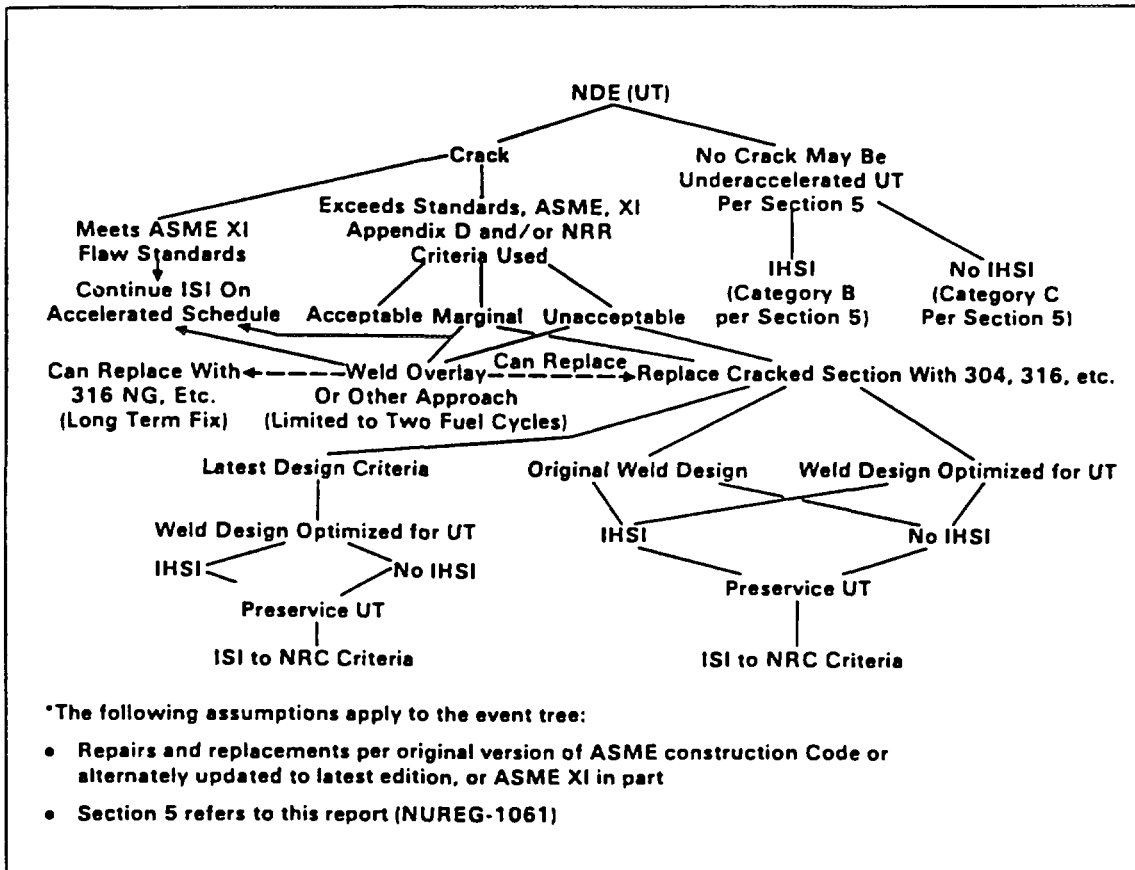 NDE (UT)
Crack
No Crack May Be
Underaccelerated UT
Per Section 5
Meets ASME XI
Flaw Standards
Exceeds Standards, ASME, XI
Appendix D and/or NRR
Criteria Used
IHSI
(Category B
per Section 5)
No IHSI
(Category C
Per Section 5)
Continue ISI On
Accelerated Schedule
Acceptable Marginal Unacceptable
Can Replace With
316 NG, Etc.
(Long Term Fix)
Weld Overlay
Or Other Approach
(Limited to Two Fuel Cycles)
Can Replace
Replace Cracked Section With 304, 316, etc.
Latest Design Criteria
Original Weld Design
Weld Design Optimized for UT
Weld Design Optimized for UT
IHSI
No IHSI
IHSI
No IHSI
Preservice UT
Preservice UT
ISI to NRC Criteria
ISI to NRC Criteria
*The following assumptions apply to the event tree:
● Repairs and replacements per original version of ASME construction Code or
alternately updated to latest edition, or ASME XI in part
● Section 5 refers to this report (NUREG-1061)